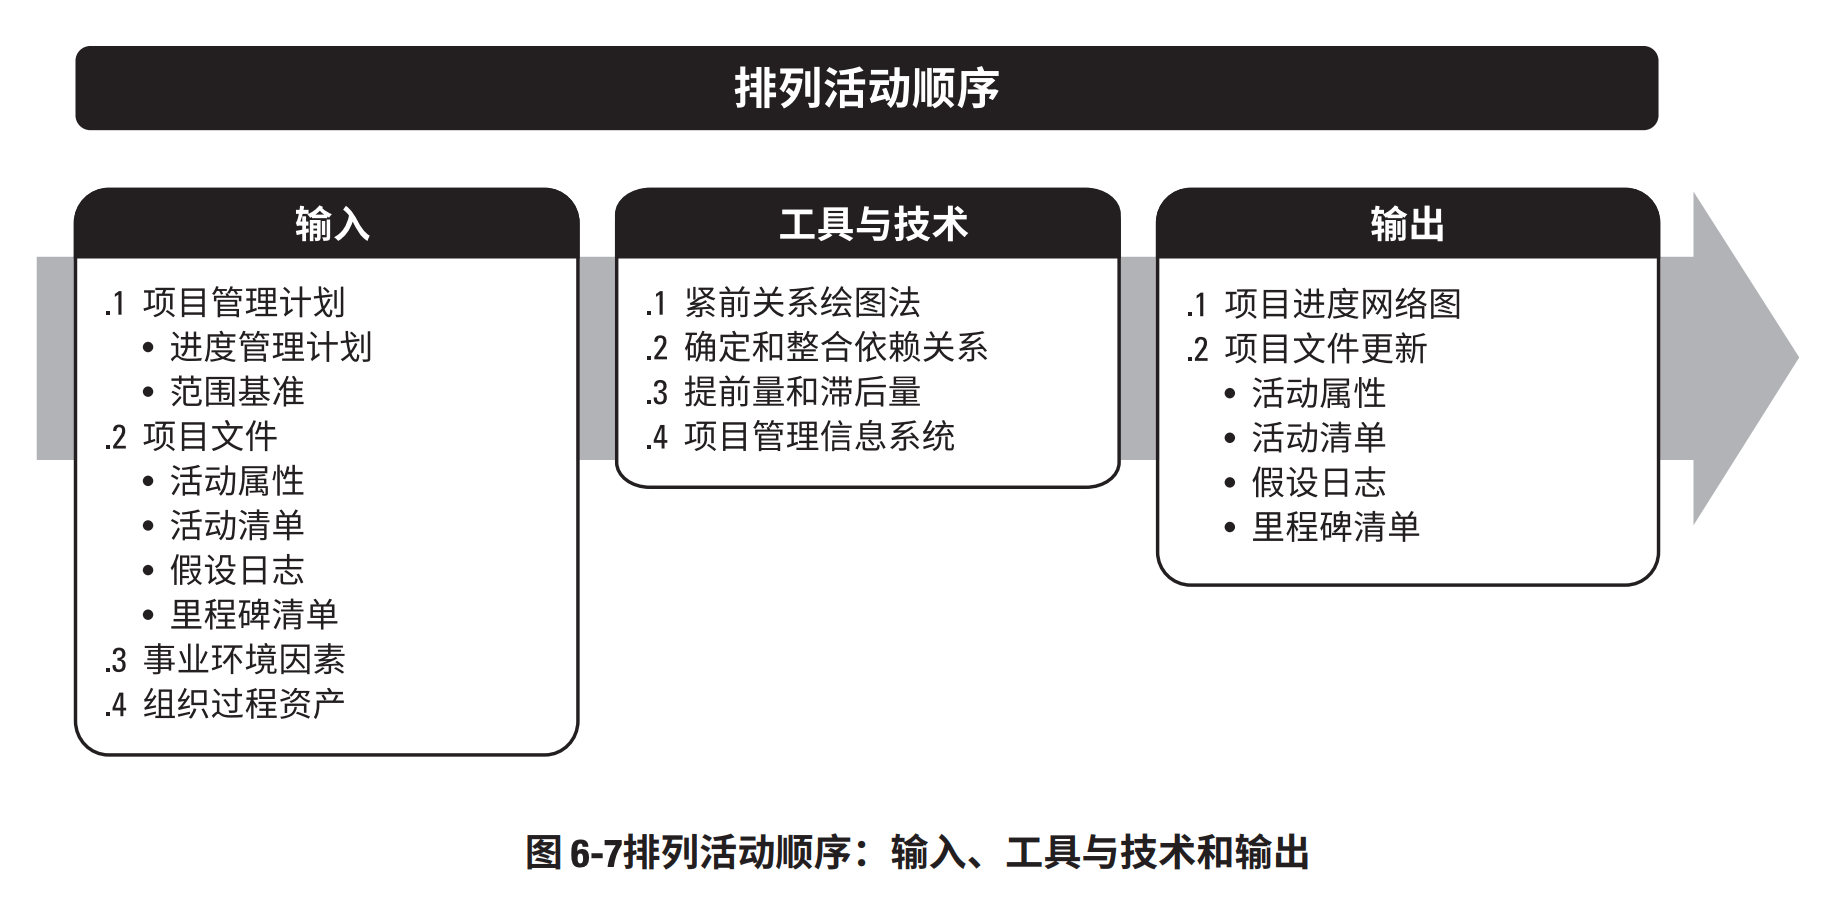 排列活动顺序
输入
.1 项目管理计划
• 进度管理计划
• 范围基准
.2 项目文件
• 活动属性
• 活动清单
• 假设日志
• 里程碑清单
.3 事业环境因素
.4 组织过程资产
工具与技术
.1 紧前关系绘图法
.2 确定和整合依赖关系
.3 提前量和滞后量
.4 项目管理信息系统
输出
.1 项目进度网络图
.2 项目文件更新
• 活动属性
• 活动清单
• 假设日志
• 里程碑清单
图 6-7排列活动顺序：输入、工具与技术和输出